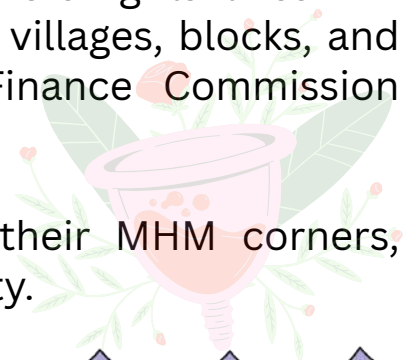 villages, blocks, and
Finance Commission
their MHM corners,
ty.